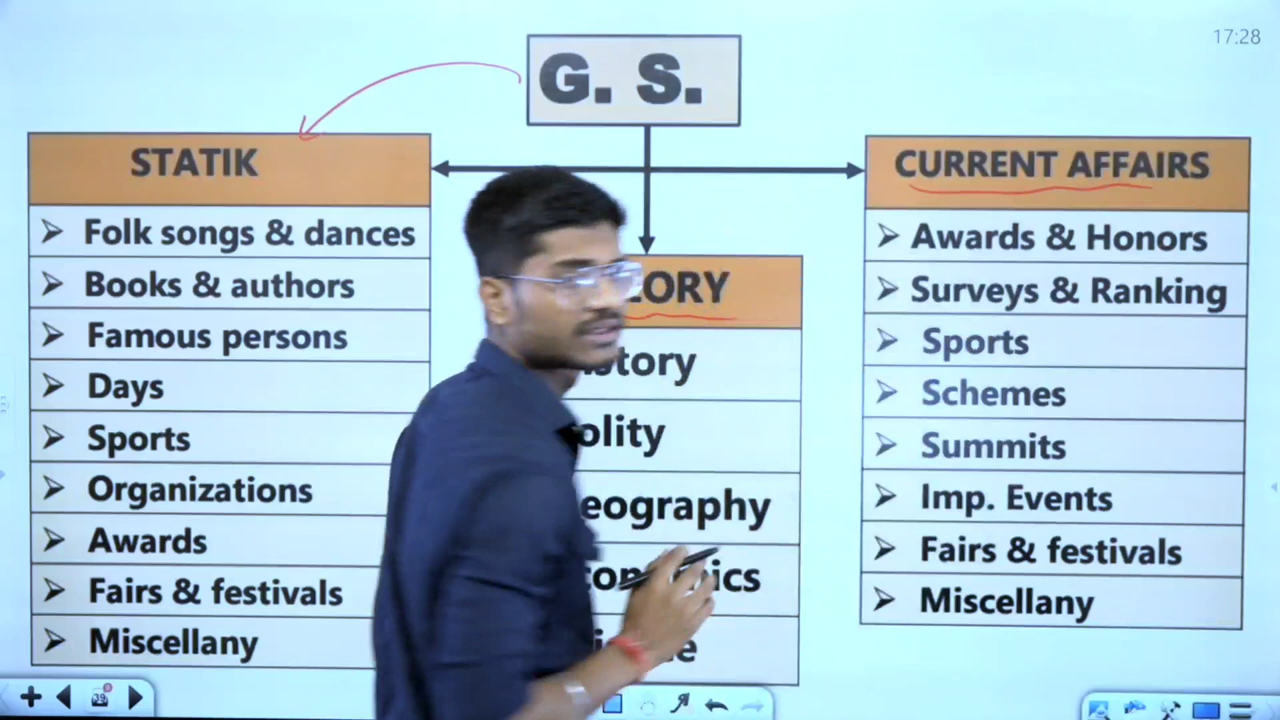 17:28
G. S.
STATIK
Folk songs & dances
Books & authors
Famous persons
Days
Sports
Organizations
Awards
Fairs & festivals
Miscellany
CURRENT AFFAIRS
Awards & Honors
Surveys & Ranking
Sports
Schemes
Summits
Imp. Events
Fairs & festivals
Miscellany
39